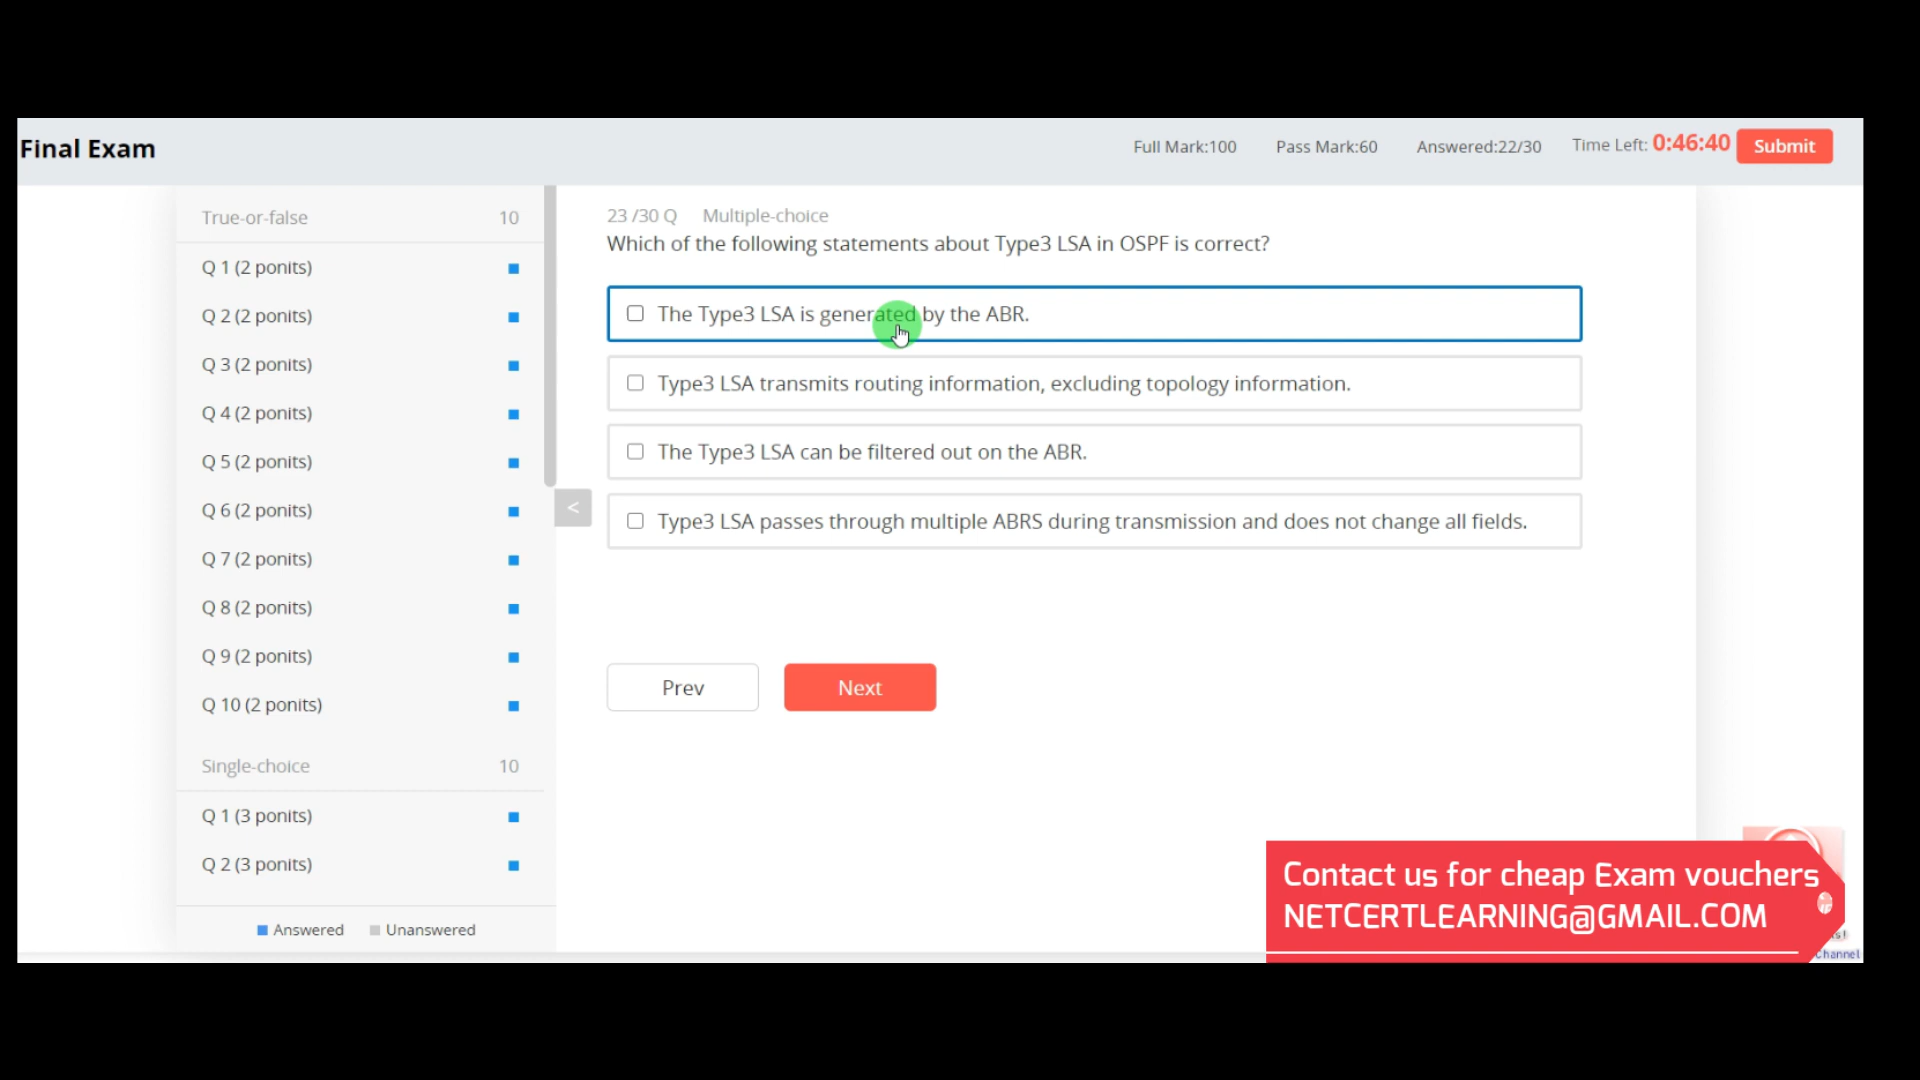 Final Exam
Full Mark:100
Pass Mark:60
Answered:22/30
Time Left: 0:46:40
Submit
True-or-false 10
Q 1 (2 ponits)
Q 2 (2 ponits)
Q 3 (2 ponits)
Q 4 (2 ponits)
Q 5 (2 ponits)
Q 6 (2 ponits)
Q 7 (2 ponits)
Q 8 (2 ponits)
Q 9 (2 ponits)
Q 10 (2 ponits)
Single-choice 10
Q 1 (3 ponits)
Q 2 (3 ponits)
Answered Unanswered
<
23 /30 Q Multiple-choice
Which of the following statements about Type3 LSA in OSPF is correct?
The Type3 LSA is generated by the ABR.
Type3 LSA transmits routing information, excluding topology information.
The Type3 LSA can be filtered out on the ABR.
Type3 LSA passes through multiple ABRS during transmission and does not change all fields.
Prev
Next
Contact us for cheap Exam vouchers
NETCERTLEARNING@GMAIL.COM
Channel